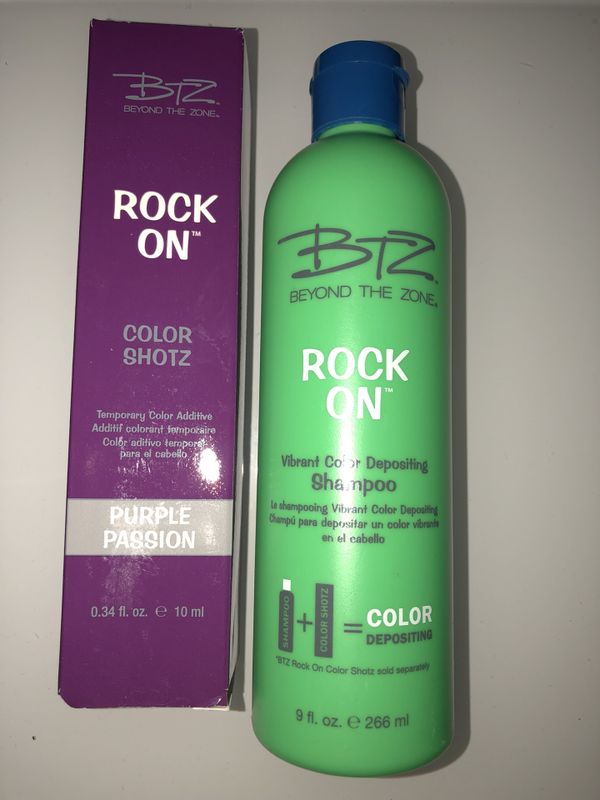 BTZ
BEYOND THE ZONE®
ROCK
ON™
COLOR
SHOTZ
Temporary Color Additive
Additif colorant temporaire
Color aditivo temporal
para el cabello
PURPLE
PASSION
0.34 fl. oz. ℮ 10 ml
BTZ
BEYOND THE ZONE®
ROCK
ON™
Vibrant Color Depositing
Shampoo
Le shampooing Vibrant Color Depositing
Champú para depositar un color vibrante
en el cabello
SHAMPOO + COLOR SHOTZ = COLOR
DEPOSITING
*BTZ Rock On Color Shotz sold separately
9 fl. oz. ℮ 266 ml